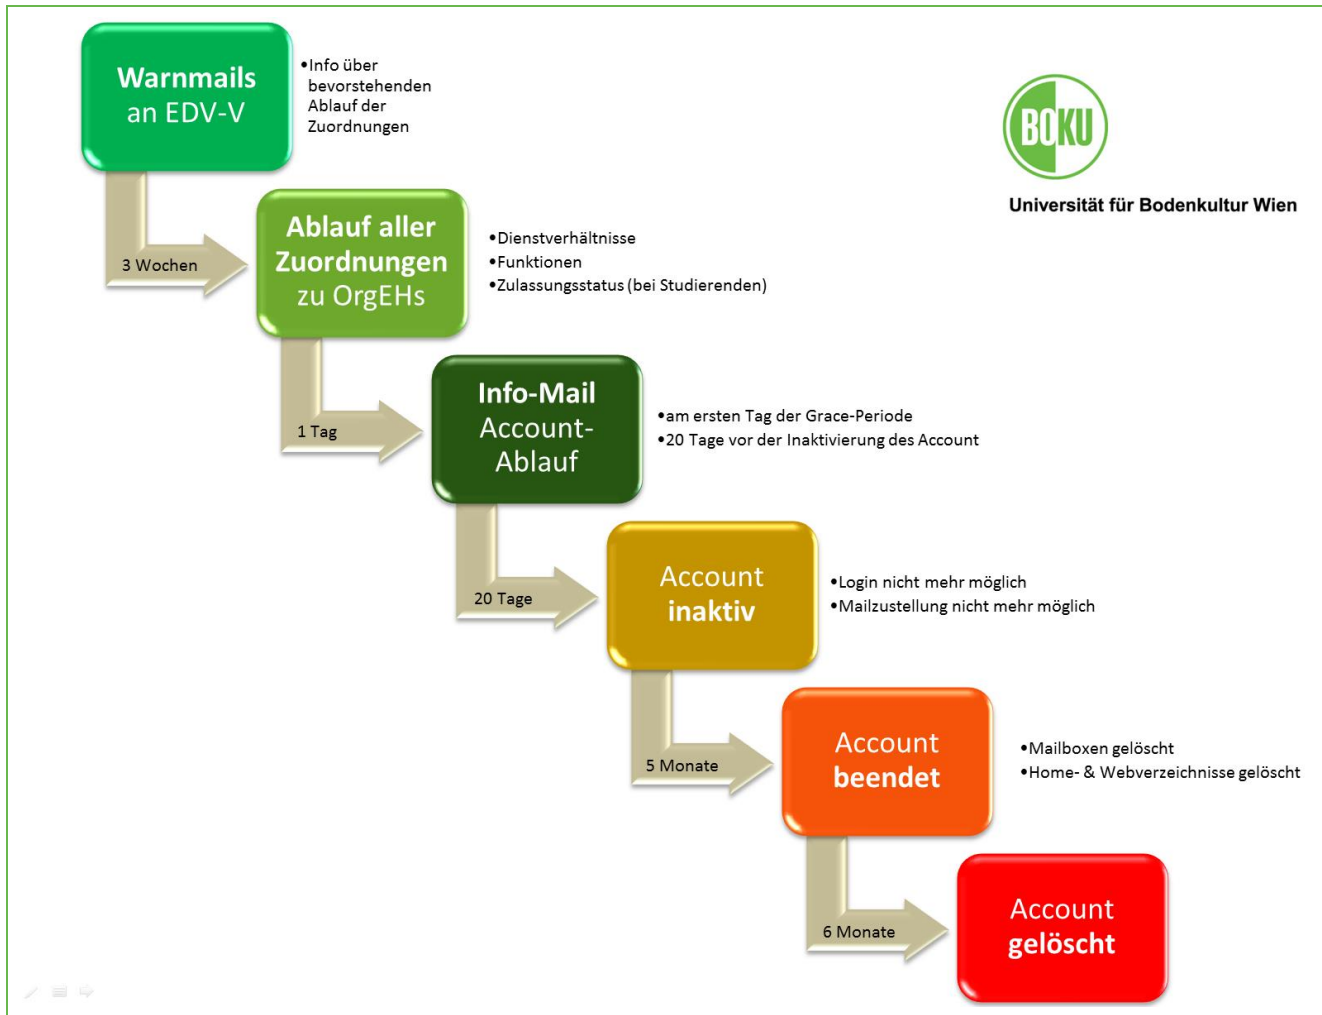 Warnmails
an EDV-V
•Info über
bevorstehenden
Ablauf der
Zuordnungen
BOKU
Universität für Bodenkultur Wien
3 Wochen
Ablauf aller
Zuordnungen
zu OrgEHs
•Dienstverhältnisse
•Funktionen
•Zulassungsstatus (bei Studierenden)
1 Tag
Info-Mail
Account-
Ablauf
•am ersten Tag der Grace-Periode
•20 Tage vor der Inaktivierung des Account
20 Tage
Account
inaktiv
•Login nicht mehr möglich
•Mailzustellung nicht mehr möglich
5 Monate
Account
beendet
•Mailboxen gelöscht
•Home- & Webverzeichnisse gelöscht
6 Monate
Account
gelöscht